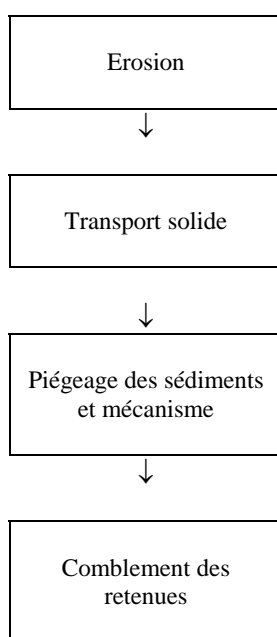 Erosion
↓
Transport solide
↓
Piégeage des sédiments
et mécanisme
↓
Comblement des
retenues